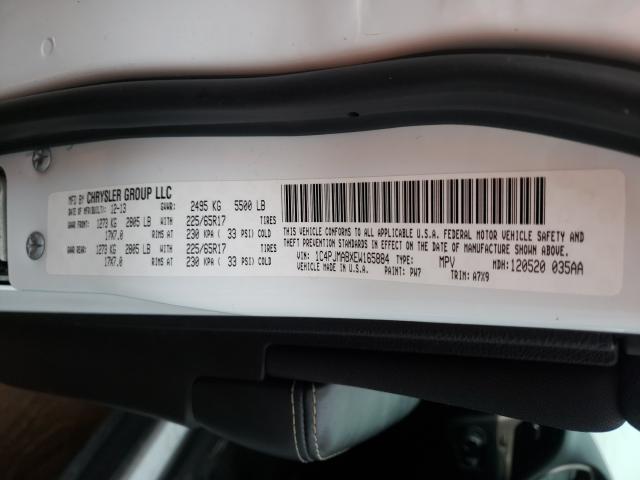 MFD BY CHRYSLER GROUP LLC
DATE OF MFR(BUILT): 12-13 GVWR: 2495 KG 5500 LB
GAWR FRONT: 1273 KG 2805 LB WITH 225/65R17 TIRES
17X7.0 RIMS AT 230 KPA ( 33 PSI) COLD
GAWR REAR: 1273 KG 2805 LB WITH 225/65R17 TIRES
17X7.0 RIMS AT 230 KPA ( 33 PSI) COLD
THIS VEHICLE CONFORMS TO ALL APPLICABLE U.S.A. FEDERAL MOTOR VEHICLE SAFETY AND
THEFT PREVENTION STANDARDS IN EFFECT ON THE DATE OF MANUFACTURE SHOWN ABOVE.
VIN: 1C4PJMABXEW165884 TYPE: MPV MDH: 120520 035AA
VEHICLE MADE IN U.S.A. PAINT: PW7 TRIM: A7X9